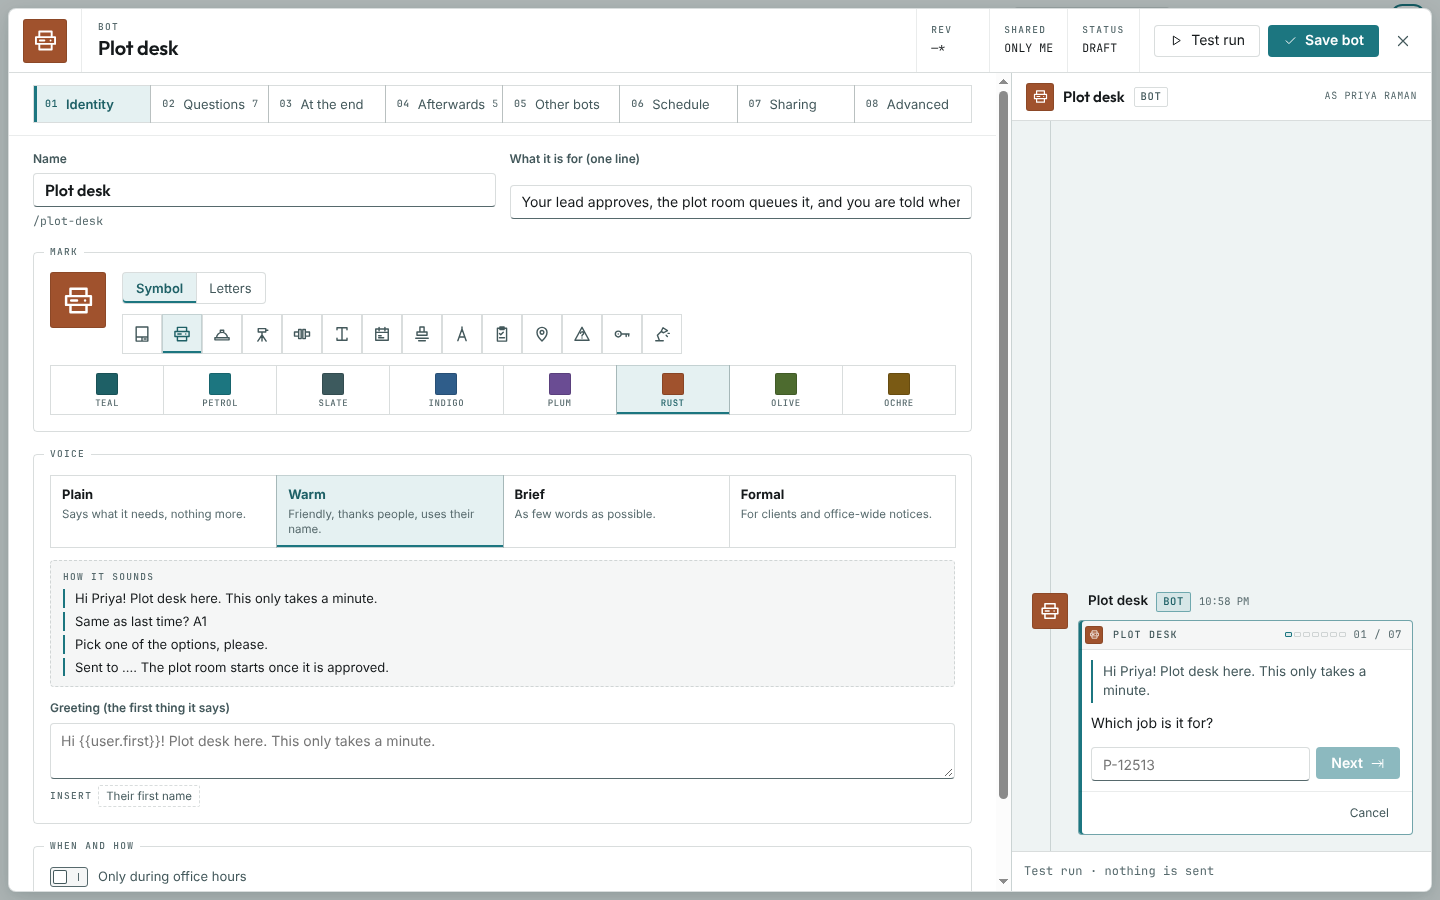 BOT
Plot desk
REV
—*
SHARED
ONLY ME
STATUS
DRAFT
Test run
Save bot
01 Identity
02 Questions 7
03 At the end
04 Afterwards 5
05 Other bots
06 Schedule
07 Sharing
08 Advanced
Name
Plot desk
/plot-desk
What it is for (one line)
Your lead approves, the plot room queues it, and you are told wher
MARK
Symbol
Letters
TEAL
PETROL
SLATE
INDIGO
PLUM
RUST
OLIVE
OCHRE
VOICE
Plain
Says what it needs, nothing more.
Warm
Friendly, thanks people, uses their
name.
Brief
As few words as possible.
Formal
For clients and office-wide notices.
HOW IT SOUNDS
Hi Priya! Plot desk here. This only takes a minute.
Same as last time? A1
Pick one of the options, please.
Sent to .... The plot room starts once it is approved.
Greeting (the first thing it says)
Hi {{user.first}}! Plot desk here. This only takes a minute.
INSERT Their first name
WHEN AND HOW
Only during office hours
Plot desk BOT
AS PRIYA RAMAN
Plot desk BOT 10:58 PM
PLOT DESK 01 / 07
Hi Priya! Plot desk here. This only takes a
minute.
Which job is it for?
P-12513
Next
Cancel
Test run · nothing is sent